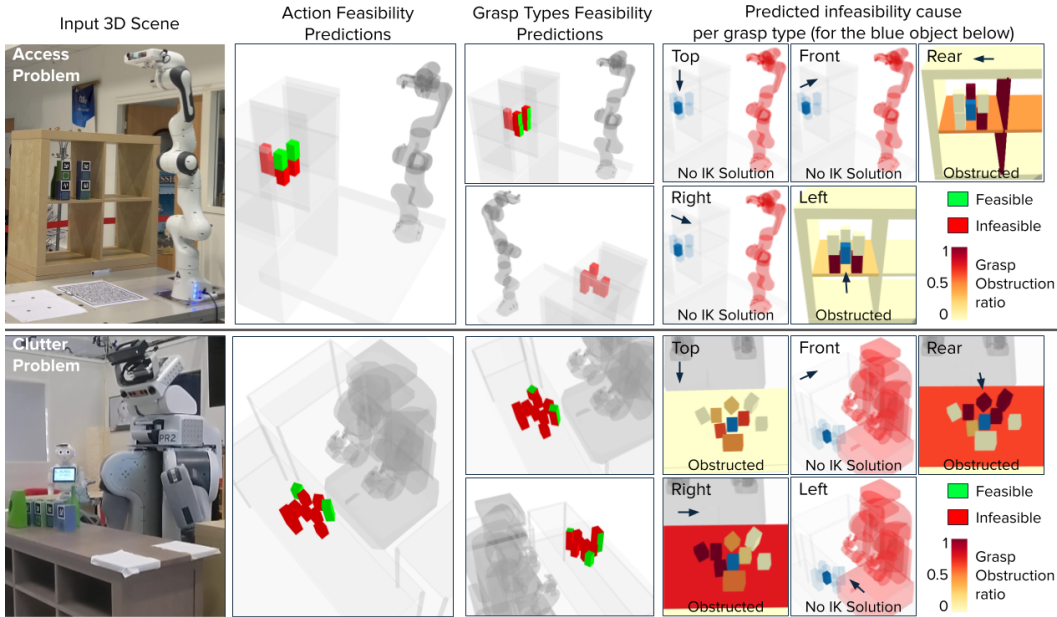 Input 3D Scene
Action Feasibility
Predictions
Grasp Types Feasibility
Predictions
Predicted infeasibility cause
per grasp type (for the blue object below)
Access
Problem
Top
No IK Solution
Front
No IK Solution
Rear
Obstructed
Right
No IK Solution
Left
Obstructed
Feasible
Infeasible
1
0.5
0
Grasp
Obstruction
ratio
Clutter
Problem
PR2
Top
Obstructed
Front
No IK Solution
Rear
Obstructed
Right
Obstructed
Left
No IK Solution
Feasible
Infeasible
1
0.5
0
Grasp
Obstruction
ratio